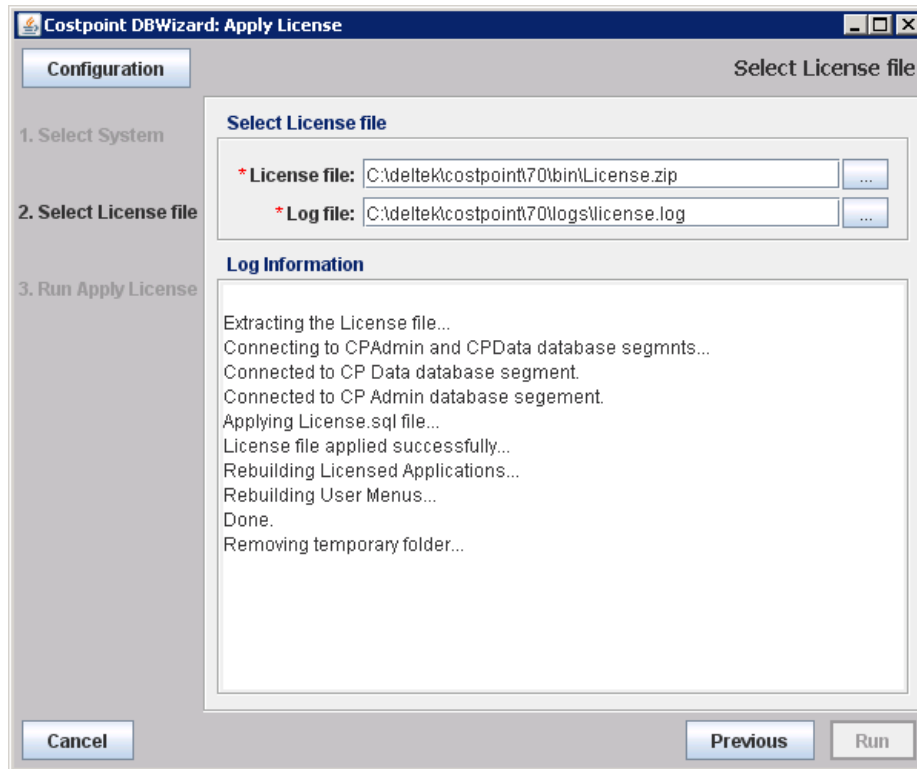 Costpoint DBWizard: Apply License
Configuration
Select License file
1. Select System
2. Select License file
3. Run Apply License
Select License file
*License file: C:\deltek\costpoint\70\bin\License.zip ...
*Log file: C:\deltek\costpoint\70\logs\license.log ...
Log Information
Extracting the License file...
Connecting to CPAdmin and CPData database segmnts...
Connected to CP Data database segment.
Connected to CP Admin database segement.
Applying License.sql file...
License file applied successfully...
Rebuilding Licensed Applications...
Rebuilding User Menus...
Done.
Removing temporary folder...
Cancel
Previous
Run